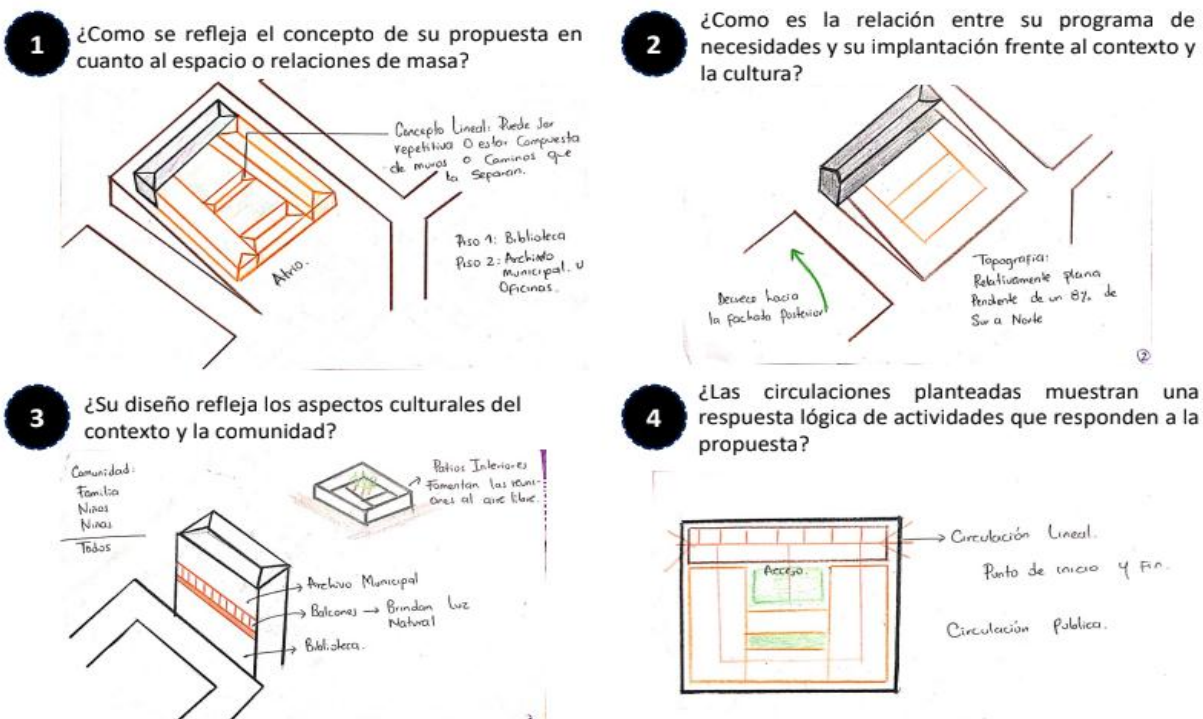 1
¿Como se refleja el concepto de su propuesta en
cuanto al espacio o relaciones de masa?
Concepto Lineal: Puede Ser
repetitiva O estar Compuesta
de muros o Caminos que
la Separan.
Piso 1: Biblioteca
Piso 2: Archivo
Municipal. U
Oficinas.
Atrio.
2
¿Como es la relación entre su programa de
necesidades y su implantación frente al contexto y
la cultura?
Topografia:
Relativamente plana
Pendiente de un 8% de
Sur a Norte
hacia
la fachada Posterior
2
3
¿Su diseño refleja los aspectos culturales del
contexto y la comunidad?
Comunidad:
Familia
Niños
Niñas
Todos
Patios Interiores
Fomentan las reuni-
ones al aire libre.
Archivo Municipal
Balcones → Brindan luz
Natural
Biblioteca.
4
¿Las circulaciones planteadas muestran una
respuesta lógica de actividades que responden a la
propuesta?
Acceso
Circulación Lineal.
Punto de inicio y Fin.
Circulación Publica.